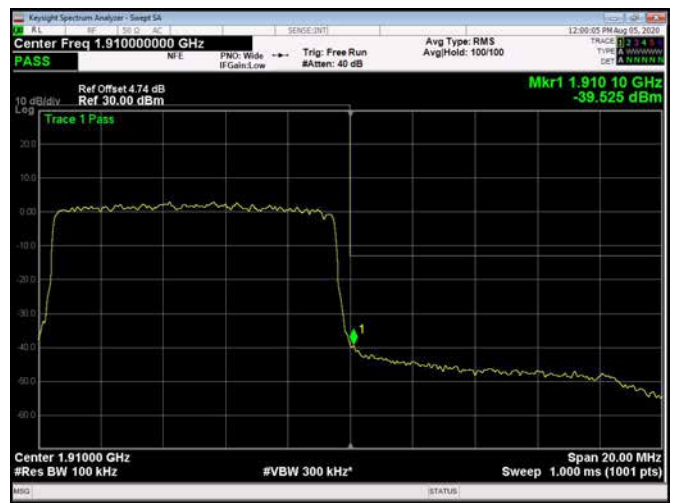 Keysight Spectrum Analyzer - Swept SA
RL RF 50 Ω AC SENSE:INT 12:00:05 PM Aug 05, 2020
Center Freq 1.910000000 GHz Avg Type: RMS TRACE 1 2 3 4 5
PASS NFE PNO: Wide Trig: Free Run Avg|Hold: 100/100 TYPE A WWWWW
IFGain:Low #Atten: 40 dB DET A NNNNN
Ref Offset 4.74 dB Mkr1 1.910 10 GHz
10 dB/div Ref 30.00 dBm -39.525 dBm
Log
Trace 1 Pass
20.0
10.0
0.00
-10.0
-20.0
-30.0
1
-40.0
-50.0
-60.0
Center 1.91000 GHz Span 20.00 MHz
#Res BW 100 kHz #VBW 300 kHz* Sweep 1.000 ms (1001 pts)
MSG STATUS